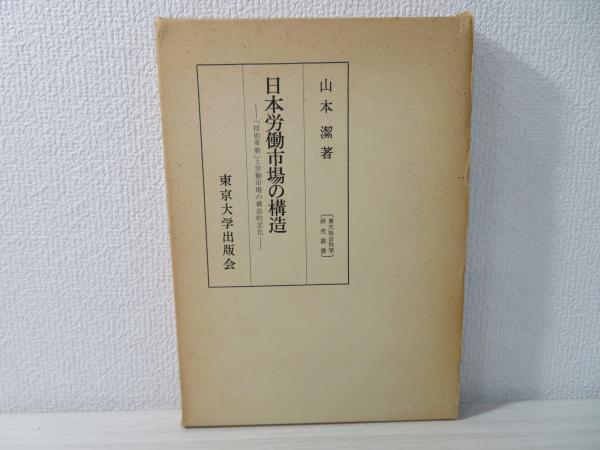 山本潔著
〔東大社会科学研究叢書〕
日本労働市場の構造
──「技術革新」と労働市場の構造的変化──
東京大学出版会